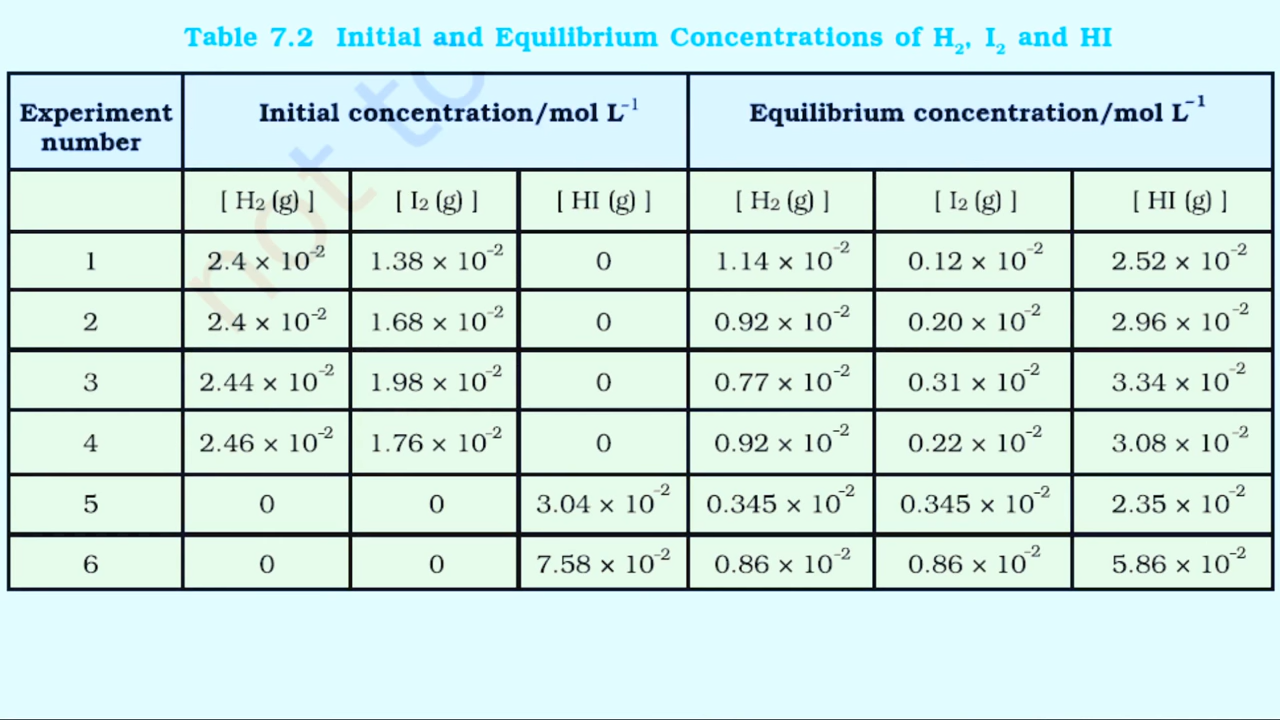 Table 7.2 Initial and Equilibrium Concentrations of H₂, I₂ and HI
Experiment number Initial concentration/mol L⁻¹ Equilibrium concentration/mol L⁻¹
[ H₂ (g) ] [ I₂ (g) ] [ HI (g) ] [ H₂ (g) ] [ I₂ (g) ] [ HI (g) ]
1 2.4 × 10⁻² 1.38 × 10⁻² 0 1.14 × 10⁻² 0.12 × 10⁻² 2.52 × 10⁻²
2 2.4 × 10⁻² 1.68 × 10⁻² 0 0.92 × 10⁻² 0.20 × 10⁻² 2.96 × 10⁻²
3 2.44 × 10⁻² 1.98 × 10⁻² 0 0.77 × 10⁻² 0.31 × 10⁻² 3.34 × 10⁻²
4 2.46 × 10⁻² 1.76 × 10⁻² 0 0.92 × 10⁻² 0.22 × 10⁻² 3.08 × 10⁻²
5 0 0 3.04 × 10⁻² 0.345 × 10⁻² 0.345 × 10⁻² 2.35 × 10⁻²
6 0 0 7.58 × 10⁻² 0.86 × 10⁻² 0.86 × 10⁻² 5.86 × 10⁻²
not to